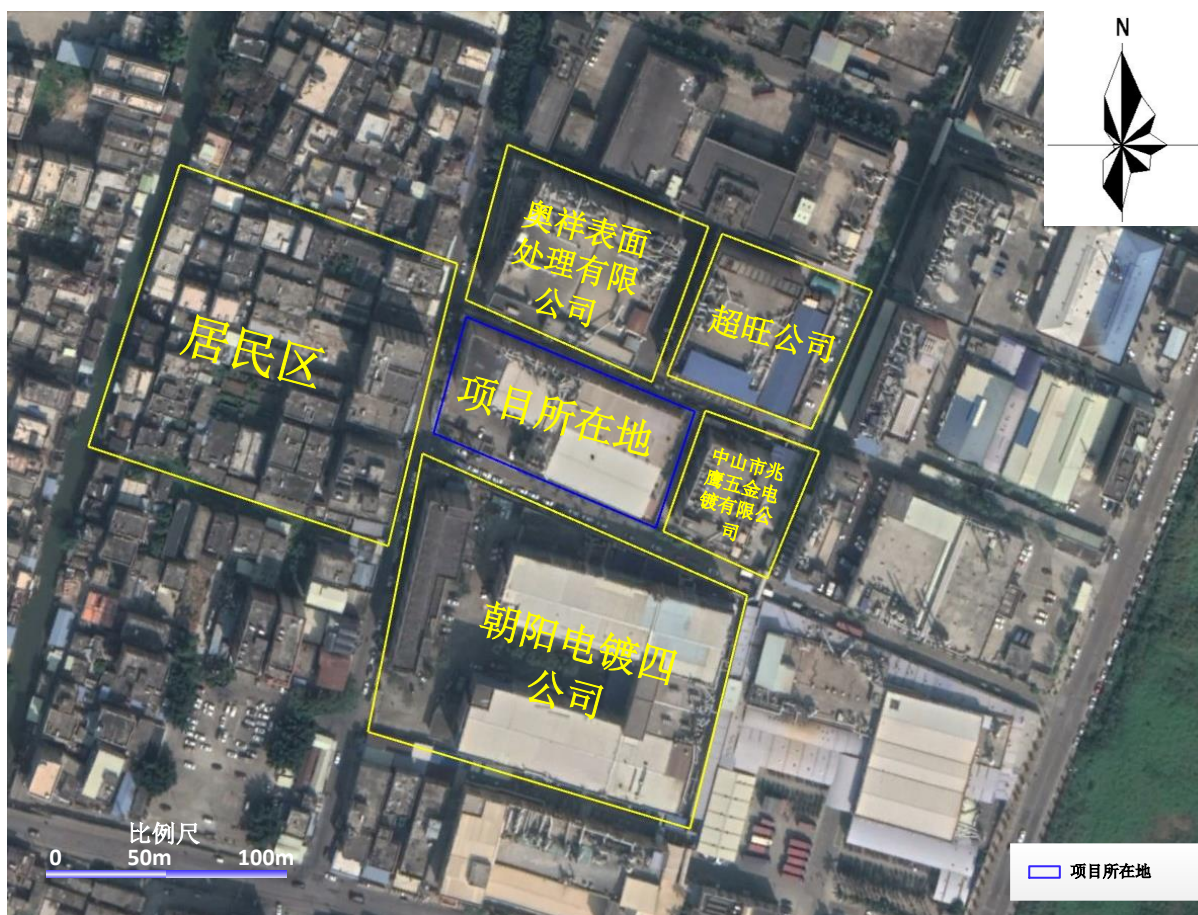 N
奥祥表面
处理有限
公司
超旺公司
居民区
项目所在地
中山市兆
鹰五金电
镀有限公
司
朝阳电镀四
公司
比例尺
0 50m 100m
项目所在地